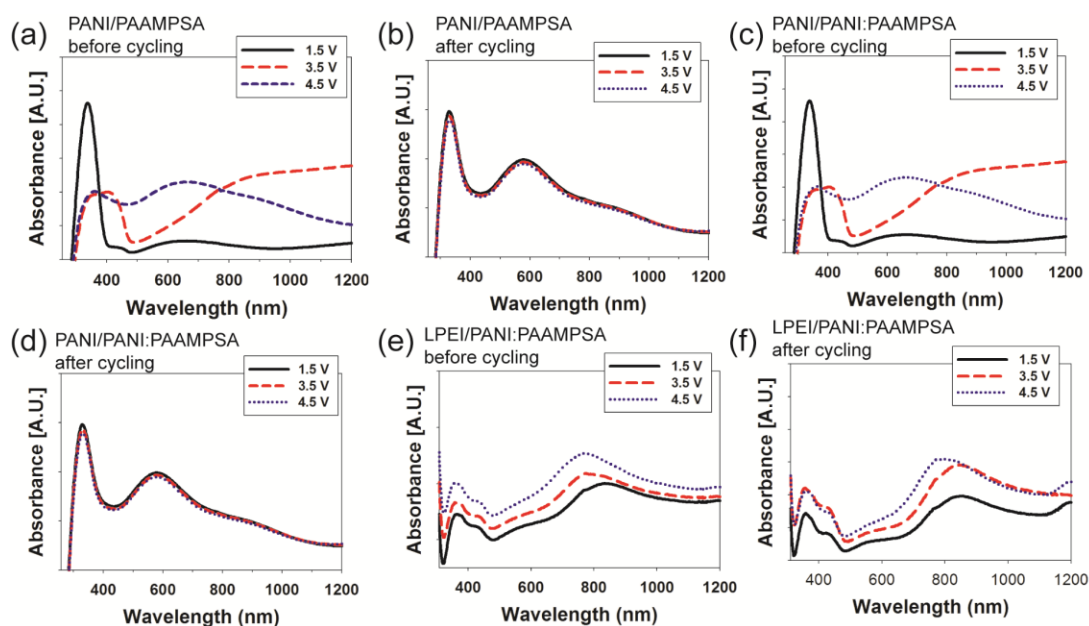 (a)
PANI/PAAMPSA
before cycling
1.5 V
3.5 V
4.5 V
Absorbance [A.U.]
400 600 800 1000 1200
Wavelength (nm)
(b)
PANI/PAAMPSA
after cycling
1.5 V
3.5 V
4.5 V
Absorbance [A.U.]
400 600 800 1000 1200
Wavelength (nm)
(c)
PANI/PANI:PAAMPSA
before cycling
1.5 V
3.5 V
4.5 V
Absorbance [A.U.]
400 600 800 1000 1200
Wavelength (nm)
(d)
PANI/PANI:PAAMPSA
after cycling
1.5 V
3.5 V
4.5 V
Absorbance [A.U.]
400 600 800 1000 1200
Wavelength (nm)
(e)
LPEI/PANI:PAAMPSA
before cycling
1.5 V
3.5 V
4.5 V
Absorbance [A.U.]
400 600 800 1000 1200
Wavelength (nm)
(f)
LPEI/PANI:PAAMPSA
after cycling
1.5 V
3.5 V
4.5 V
Absorbance [A.U.]
400 600 800 1000 1200
Wavelength (nm)